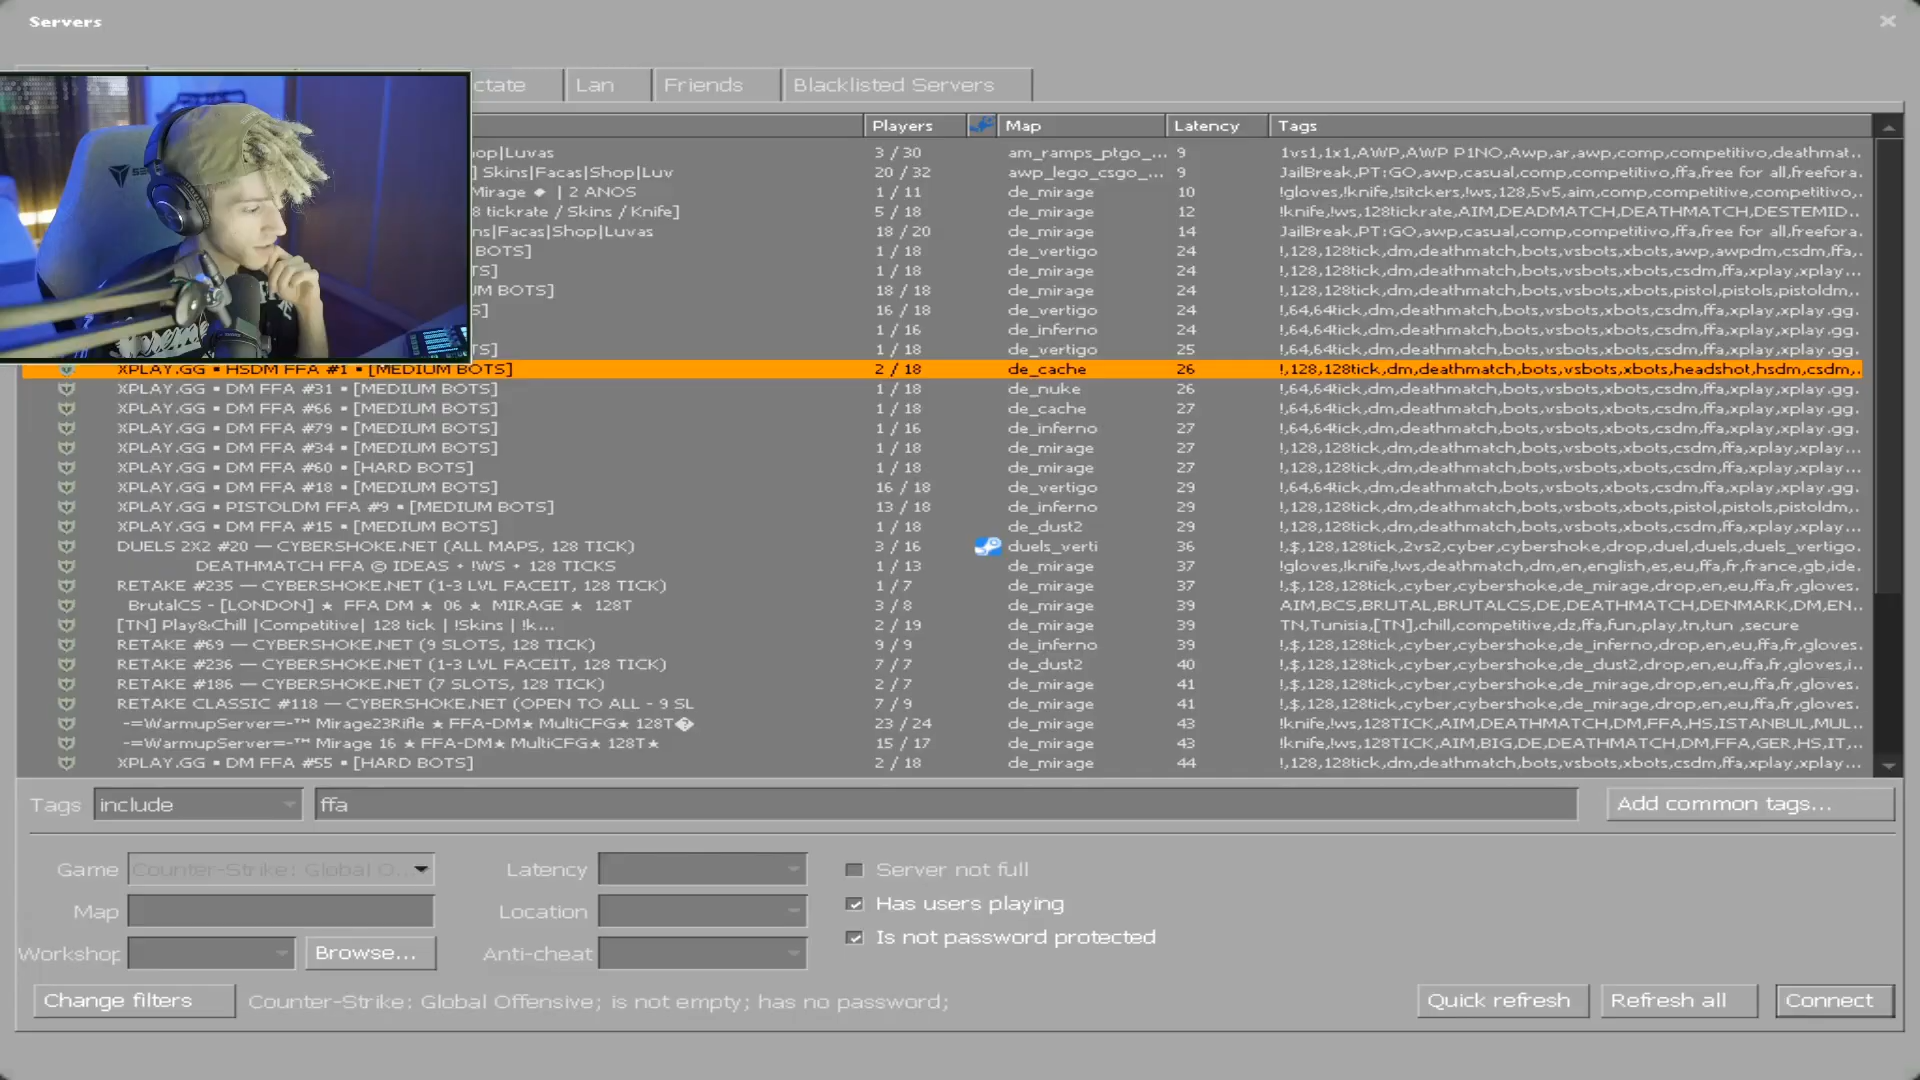 Servers
ctate Lan Friends Blacklisted Servers
Players Map Latency Tags
op|Luvas 3 / 30 am_ramps_ptgo_... 9 1vs1,1x1,AWP,AWP P1NO,Awp,ar,awp,comp,competitivo,deathmat..
] Skins|Facas|Shop|Luv 20 / 32 awp_lego_csgo_... 9 JailBreak,PT:GO,awp,casual,comp,competitivo,ffa,free for all,freefora.
Mirage ◆ | 2 ANOS 1 / 11 de_mirage 10 !gloves,!knife,!sitckers,!ws,128,5v5,aim,comp,competitive,competitivo,.
8 tickrate / Skins / Knife] 5 / 18 de_mirage 12 !knife,!ws,128tickrate,AIM,DEADMATCH,DEATHMATCH,DESTEMID..
ns|Facas|Shop|Luvas 18 / 20 de_mirage 14 JailBreak,PT:GO,awp,casual,comp,competitivo,ffa,free for all,freefora.
BOTS] 1 / 18 de_vertigo 24 !,128,128tick,dm,deathmatch,bots,vsbots,xbots,awp,awpdm,csdm,ffa,.
TS] 1 / 18 de_mirage 24 !,128,128tick,dm,deathmatch,bots,vsbots,xbots,csdm,ffa,xplay,xplay...
UM BOTS] 18 / 18 de_mirage 24 !,128,128tick,dm,deathmatch,bots,vsbots,xbots,pistol,pistols,pistoldm,.
S] 16 / 18 de_vertigo 24 !,64,64tick,dm,deathmatch,bots,vsbots,xbots,csdm,ffa,xplay,xplay.gg.
1 / 16 de_inferno 24 !,64,64tick,dm,deathmatch,bots,vsbots,xbots,csdm,ffa,xplay,xplay.gg.
TS] 1 / 18 de_vertigo 25 !,64,64tick,dm,deathmatch,bots,vsbots,xbots,csdm,ffa,xplay,xplay.gg.
XPLAY.GG ▪ HSDM FFA #1 ▪ [MEDIUM BOTS] 2 / 18 de_cache 26 !,128,128tick,dm,deathmatch,bots,vsbots,xbots,headshot,hsdm,csdm,.
XPLAY.GG ▪ DM FFA #31 ▪ [MEDIUM BOTS] 1 / 18 de_nuke 26 !,64,64tick,dm,deathmatch,bots,vsbots,xbots,csdm,ffa,xplay,xplay.gg.
XPLAY.GG ▪ DM FFA #66 ▪ [MEDIUM BOTS] 1 / 18 de_cache 27 !,64,64tick,dm,deathmatch,bots,vsbots,xbots,csdm,ffa,xplay,xplay.gg.
XPLAY.GG ▪ DM FFA #79 ▪ [MEDIUM BOTS] 1 / 16 de_inferno 27 !,64,64tick,dm,deathmatch,bots,vsbots,xbots,csdm,ffa,xplay,xplay.gg.
XPLAY.GG ▪ DM FFA #34 ▪ [MEDIUM BOTS] 1 / 18 de_mirage 27 !,128,128tick,dm,deathmatch,bots,vsbots,xbots,csdm,ffa,xplay,xplay...
XPLAY.GG ▪ DM FFA #60 ▪ [HARD BOTS] 1 / 18 de_mirage 27 !,128,128tick,dm,deathmatch,bots,vsbots,xbots,csdm,ffa,xplay,xplay...
XPLAY.GG ▪ DM FFA #18 ▪ [MEDIUM BOTS] 16 / 18 de_vertigo 29 !,64,64tick,dm,deathmatch,bots,vsbots,xbots,csdm,ffa,xplay,xplay.gg.
XPLAY.GG ▪ PISTOLDM FFA #9 ▪ [MEDIUM BOTS] 13 / 18 de_inferno 29 !,128,128tick,dm,deathmatch,bots,vsbots,xbots,pistol,pistols,pistoldm,.
XPLAY.GG ▪ DM FFA #15 ▪ [MEDIUM BOTS] 1 / 18 de_dust2 29 !,128,128tick,dm,deathmatch,bots,vsbots,xbots,csdm,ffa,xplay,xplay...
DUELS 2X2 #20 — CYBERSHOKE.NET (ALL MAPS, 128 TICK) 3 / 16 duels_verti 36 !,$,128,128tick,2vs2,cyber,cybershoke,drop,duel,duels,duels_vertigo.
DEATHMATCH FFA © IDEAS + !WS + 128 TICKS 1 / 13 de_mirage 37 !gloves,!knife,!ws,deathmatch,dm,en,english,es,eu,ffa,fr,france,gb,ide.
RETAKE #235 — CYBERSHOKE.NET (1-3 LVL FACEIT, 128 TICK) 1 / 7 de_mirage 37 !,$,128,128tick,cyber,cybershoke,de_mirage,drop,en,eu,ffa,fr,gloves.
BrutalCS - [LONDON] ★ FFA DM ★ 06 ★ MIRAGE ★ 128T 3 / 8 de_mirage 39 AIM,BCS,BRUTAL,BRUTALCS,DE,DEATHMATCH,DENMARK,DM,EN..
[TN] Play&Chill |Competitive| 128 tick | !Skins | !k... 2 / 19 de_mirage 39 TN,Tunisia,[TN],chill,competitive,dz,ffa,fun,play,tn,tun ,secure
RETAKE #69 — CYBERSHOKE.NET (9 SLOTS, 128 TICK) 9 / 9 de_inferno 39 !,$,128,128tick,cyber,cybershoke,de_inferno,drop,en,eu,ffa,fr,gloves.
RETAKE #236 — CYBERSHOKE.NET (1-3 LVL FACEIT, 128 TICK) 7 / 7 de_dust2 40 !,$,128,128tick,cyber,cybershoke,de_dust2,drop,en,eu,ffa,fr,gloves,i..
RETAKE #186 — CYBERSHOKE.NET (7 SLOTS, 128 TICK) 2 / 7 de_mirage 41 !,$,128,128tick,cyber,cybershoke,de_mirage,drop,en,eu,ffa,fr,gloves.
RETAKE CLASSIC #118 — CYBERSHOKE.NET (OPEN TO ALL - 9 SL 7 / 9 de_mirage 41 !,$,128,128tick,cyber,cybershoke,de_mirage,drop,en,eu,ffa,fr,gloves.
-=WarmupServer=-™ Mirage23Rifle ★ FFA-DM★ MultiCFG★ 128T� 23 / 24 de_mirage 43 !knife,!ws,128TICK,AIM,DEATHMATCH,DM,FFA,HS,ISTANBUL,MUL...
-=WarmupServer=-™ Mirage 16 ★ FFA-DM★ MultiCFG★ 128T★ 15 / 17 de_mirage 43 !knife,!ws,128TICK,AIM,BIG,DE,DEATHMATCH,DM,FFA,GER,HS,IT,...
XPLAY.GG ▪ DM FFA #55 ▪ [HARD BOTS] 2 / 18 de_mirage 44 !,128,128tick,dm,deathmatch,bots,vsbots,xbots,csdm,ffa,xplay,xplay...
Tags include ffa Add common tags...
Game Counter-Strike: Global O... Latency Server not full
Map Location Has users playing
Workshop Browse... Anti-cheat Is not password protected
Change filters Counter-Strike: Global Offensive; is not empty; has no password; Quick refresh Refresh all Connect